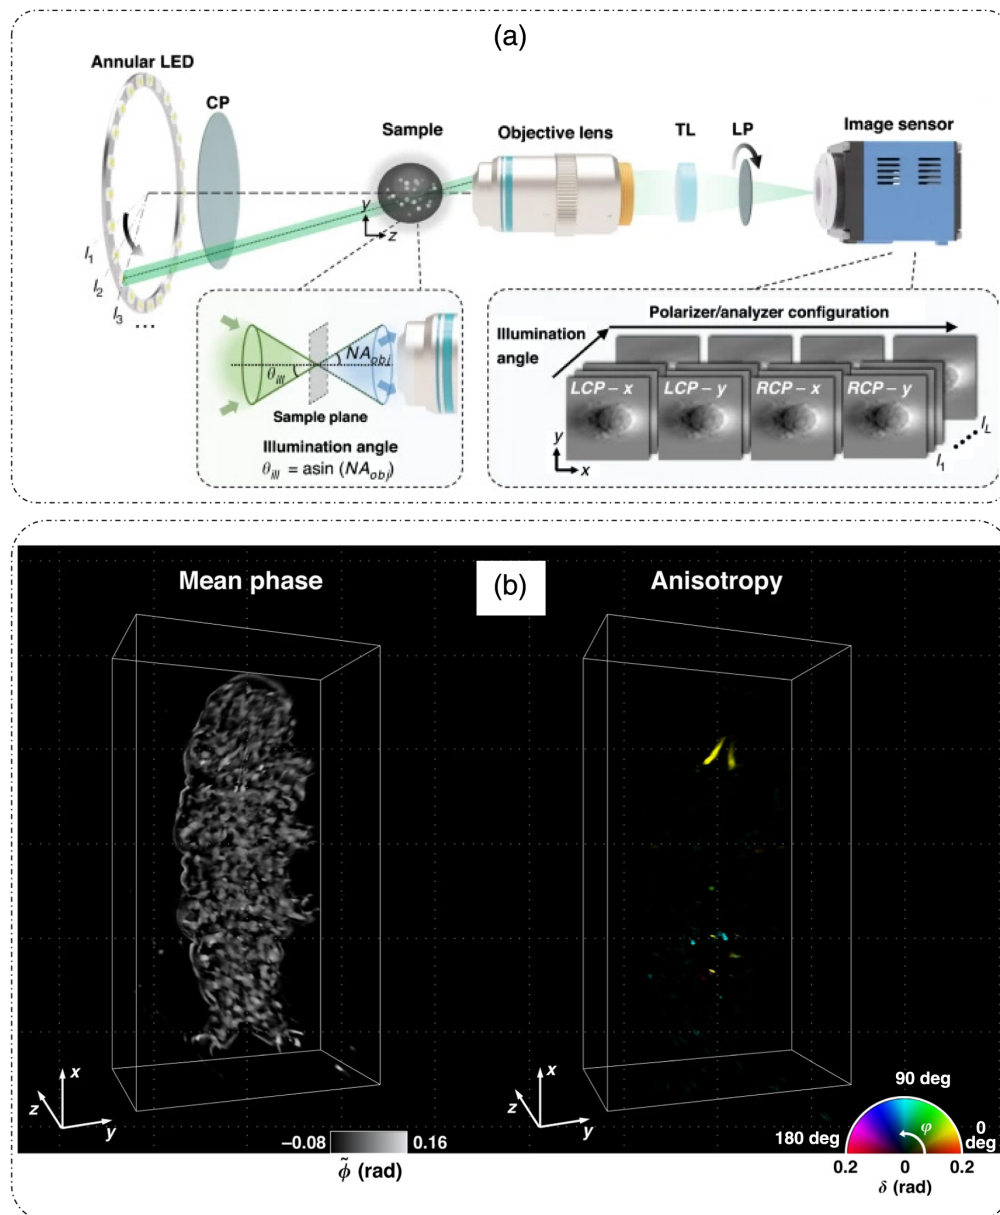 (a)
Annular LED
CP
Sample
Objective lens
TL
LP
Image sensor
y
z
l1
l2
l3
...
NAobj
θill
Sample plane
Illumination angle
θill = asin (NAobj)
Polarizer/analyzer configuration
Illumination
angle
LCP – x
LCP – y
RCP – x
RCP – y
y
x
l1
lL
(b)
Mean phase
Anisotropy
x
z
y
–0.08
0.16
ϕ̃ (rad)
x
z
y
90 deg
φ
180 deg
0
deg
0.2
0
0.2
δ (rad)